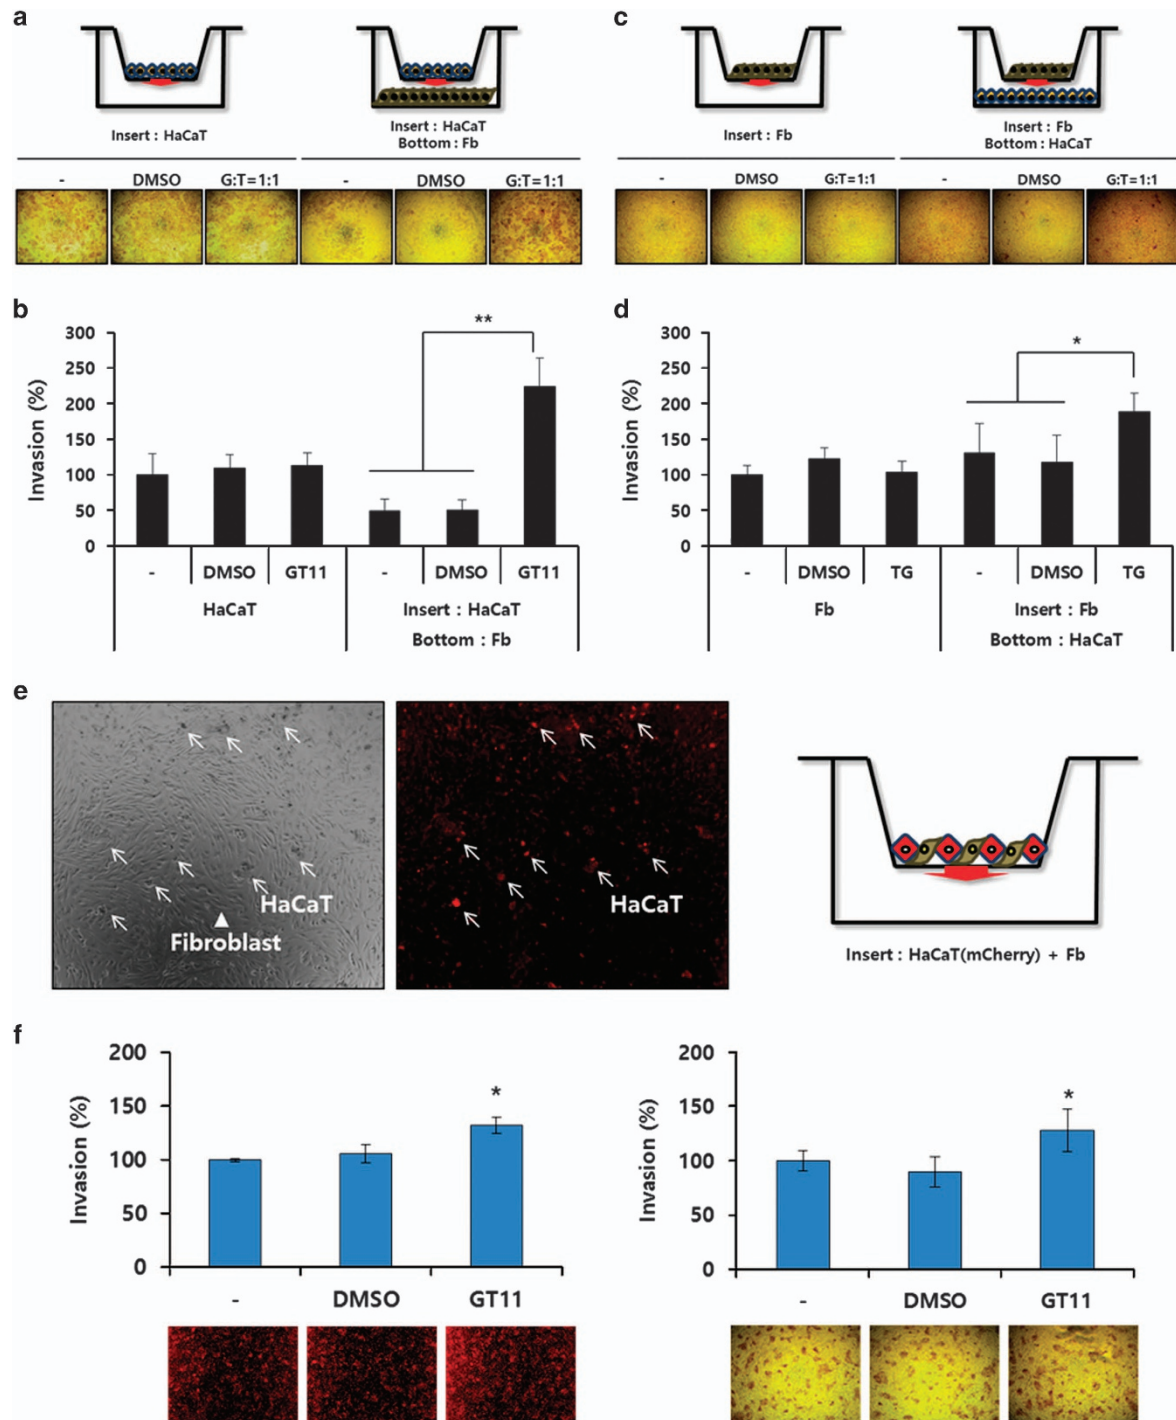 a
Insert : HaCaT
Insert : HaCaT
Bottom : Fb
- DMSO G:T=1:1 - DMSO G:T=1:1
c
Insert : Fb
Insert : Fb
Bottom : HaCaT
- DMSO G:T=1:1 - DMSO G:T=1:1
b
Invasion (%)
300
250
200
150
100
50
0
**
- DMSO GT11 - DMSO GT11
HaCaT
Insert : HaCaT
Bottom : Fb
d
Invasion (%)
300
250
200
150
100
50
0
*
- DMSO TG - DMSO TG
Fb
Insert : Fb
Bottom : HaCaT
e
HaCaT
Fibroblast
HaCaT
Insert : HaCaT(mCherry) + Fb
f
Invasion (%)
200
150
100
50
0
*
- DMSO GT11
Invasion (%)
200
150
100
50
0
*
- DMSO GT11